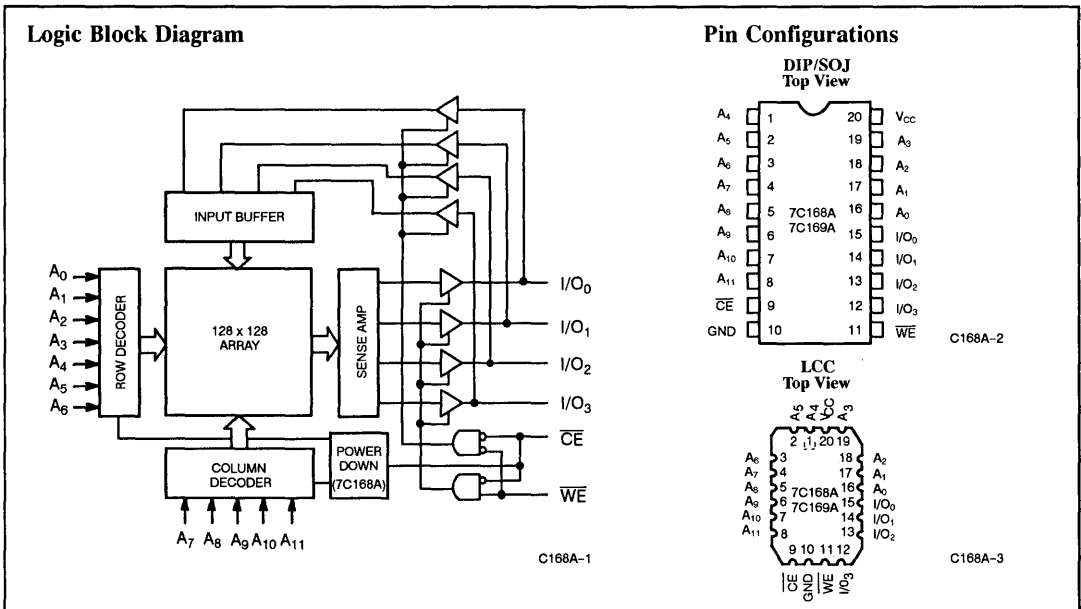 Logic Block Diagram
INPUT BUFFER
A0
A1
A2
A3
A4
A5
A6
ROW DECODER
128 x 128
ARRAY
SENSE AMP
I/O0
I/O1
I/O2
I/O3
C̅E̅
W̅E̅
POWER
DOWN
(7C168A)
COLUMN
DECODER
A7 A8 A9 A10 A11
C168A-1
Pin Configurations
DIP/SOJ
Top View
A4 1 20 VCC
A5 2 19 A3
A6 3 18 A2
A7 4 17 A1
A8 5 7C168A 16 A0
A9 6 7C169A 15 I/O0
A10 7 14 I/O1
A11 8 13 I/O2
C̅E̅ 9 12 I/O3
GND 10 11 W̅E̅
C168A-2
LCC
Top View
A5 A4 VCC A3
2 1 20 19
A6 3 18 A2
A7 4 17 A1
A8 5 7C168A 16 A0
A9 6 7C169A 15 I/O0
A10 7 14 I/O1
A11 8 13 I/O2
9 10 11 12
C̅E̅ GND W̅E̅ I/O3
C168A-3